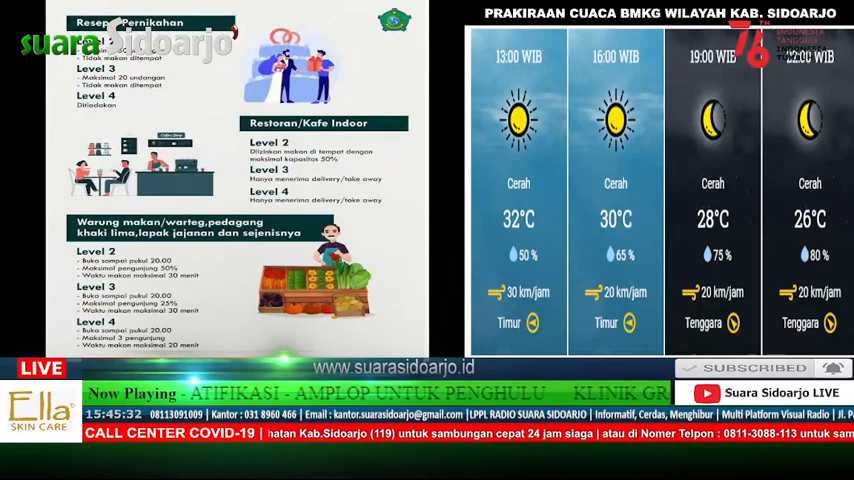 Resepsi Pernikahan
suara Sidoarjo
- Tidak makan ditempat
Level 3
- Maksimal 20 undangan
- Tidak makan ditempat
Level 4
Ditiadakan
Coffee Shop
Restoran/Kafe Indoor
Level 2
Diizinkan makan di tempat dengan
maksimal kapasitas 50%
Level 3
Hanya menerima delivery/take away
Level 4
Hanya menerima delivery/take away
Warung makan/warteg,pedagang
khaki lima,lapak jajanan dan sejenisnya
Level 2
- Buka sampai pukul 20.00
- Maksimal pengunjung 50%
- Waktu makan maksimal 30 menit
Level 3
- Buka sampai pukul 20.00
- Maksimal pengunjung 25%
- Waktu makan maksimal 30 menit
Level 4
- Buka sampai pukul 20.00
- Maksimal 3 pengunjung
- Waktu makan maksimal 20 menit
PRAKIRAAN CUACA BMKG WILAYAH KAB. SIDOARJO
76 TH
INDONESIA
TANGGUH
INDONESIA
13:00 WIB 16:00 WIB 19:00 WIB 22:00 WIB
Cerah Cerah Cerah Cerah
32°C 30°C 28°C 26°C
50 % 65 % 75 % 80 %
30 km/jam 20 km/jam 20 km/jam 20 km/jam
Timur Timur Tenggara Tenggara
LIVE
www.suarasidoarjo.id
SUBSCRIBED
Now Playing - ATIFIKASI - AMPLOP UNTUK PENGHULU KLINIK GR
Suara Sidoarjo LIVE
Ella
SKIN CARE
15:45:32 08113091009 | Kantor : 031 8960 466 | Email : kantor.suarasidoarjo@gmail.com |LPPL RADIO SUARA SIDOARJO | Informatif, Cerdas, Menghibur | Multi Platform Visual Radio | Jl. P
CALL CENTER COVID-19 | hatan Kab.Sidoarjo (119) untuk sambungan cepat 24 jam siaga | atau di Nomer Telpon : 0811-3088-113 untuk sam